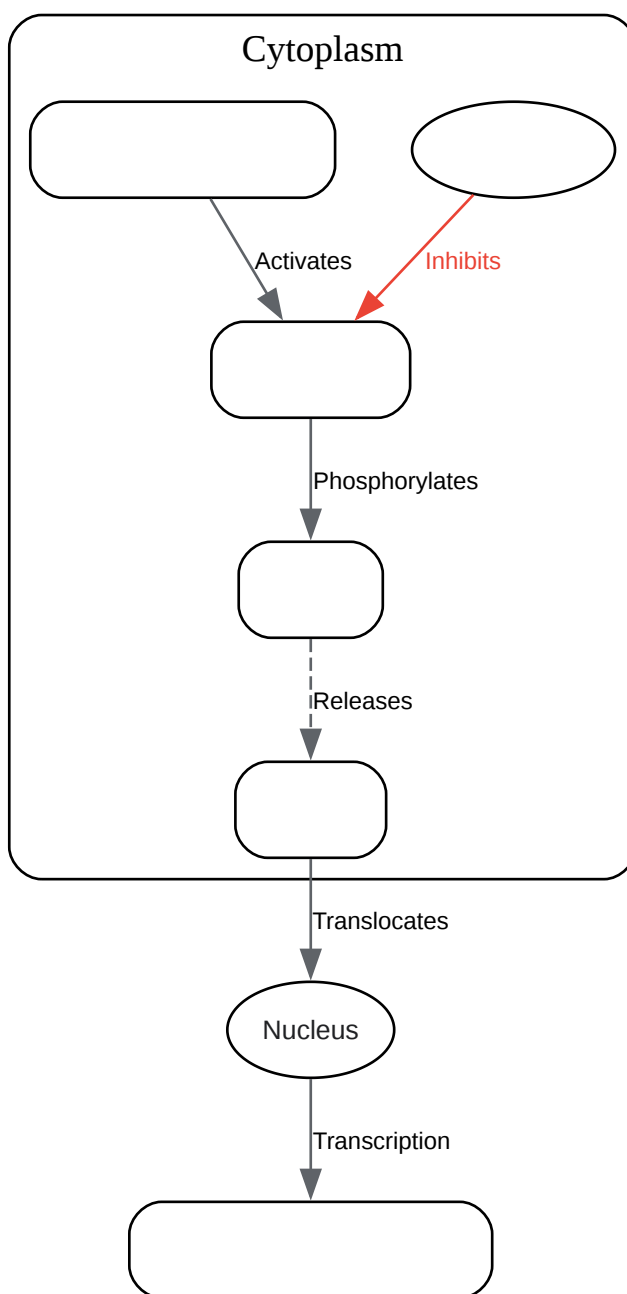 Cytoplasm
Activates
Inhibits
Phosphorylates
Releases
Translocates
Nucleus
Transcription